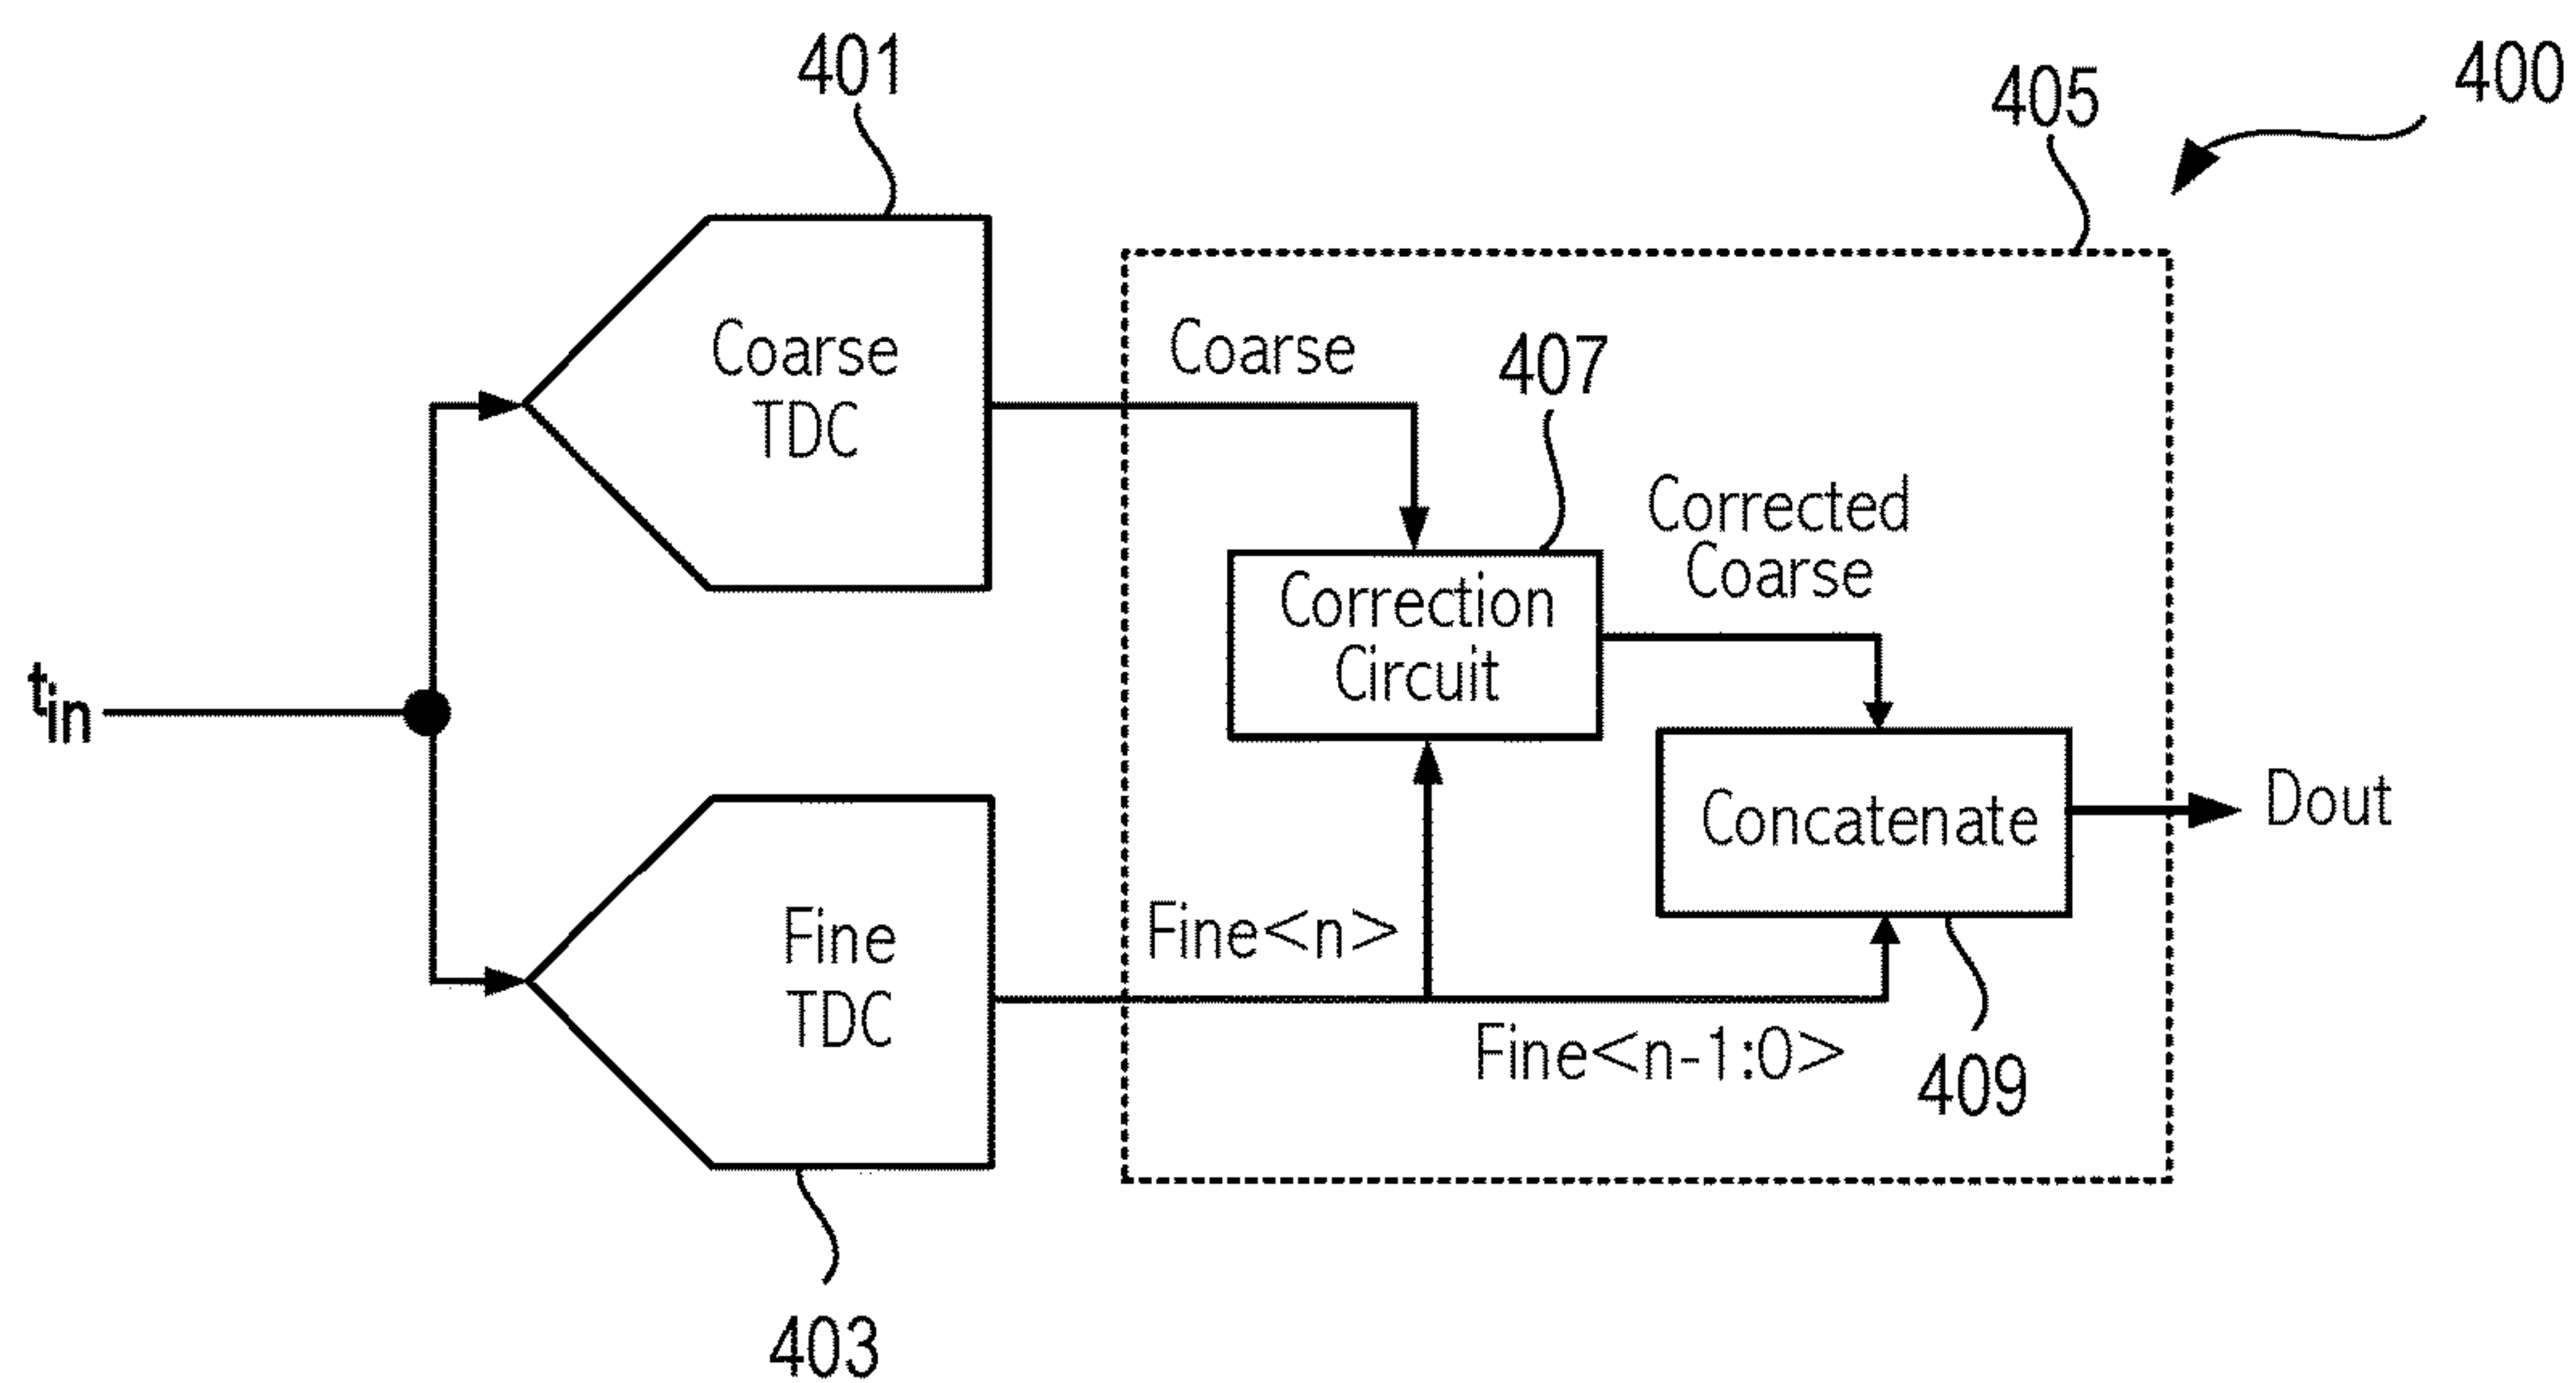 401
400
405
Coarse
TDC
Coarse
407
Corrected
Coarse
Correction
Circuit
tin
Concatenate
Dout
Fine<n>
Fine
TDC
Fine<n-1:0>
409
403